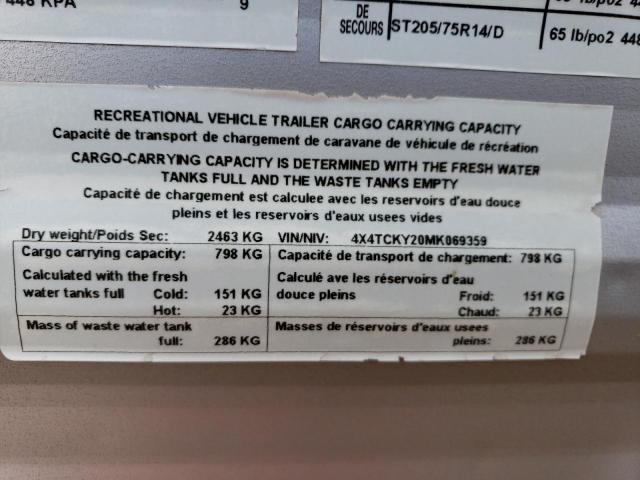 448 KPA 9
DE
SECOURS ST205/75R14/D 65 lb/po2 448
RECREATIONAL VEHICLE TRAILER CARGO CARRYING CAPACITY
Capacité de transport de chargement de caravane de véhicule de récréation
CARGO-CARRYING CAPACITY IS DETERMINED WITH THE FRESH WATER
TANKS FULL AND THE WASTE TANKS EMPTY
Capacité de chargement est calculee avec les reservoirs d'eau douce
pleins et les reservoirs d'eaux usees vides
Dry weight/Poids Sec: 2463 KG VIN/NIV: 4X4TCKY20MK069359
Cargo carrying capacity: 798 KG Capacité de transport de chargement: 798 KG
Calculated with the fresh Calculé ave les réservoirs d'eau
water tanks full Cold: 151 KG douce pleins Froid: 151 KG
Hot: 23 KG Chaud: 23 KG
Mass of waste water tank Masses de réservoirs d'eaux usees
full: 286 KG pleins: 286 KG